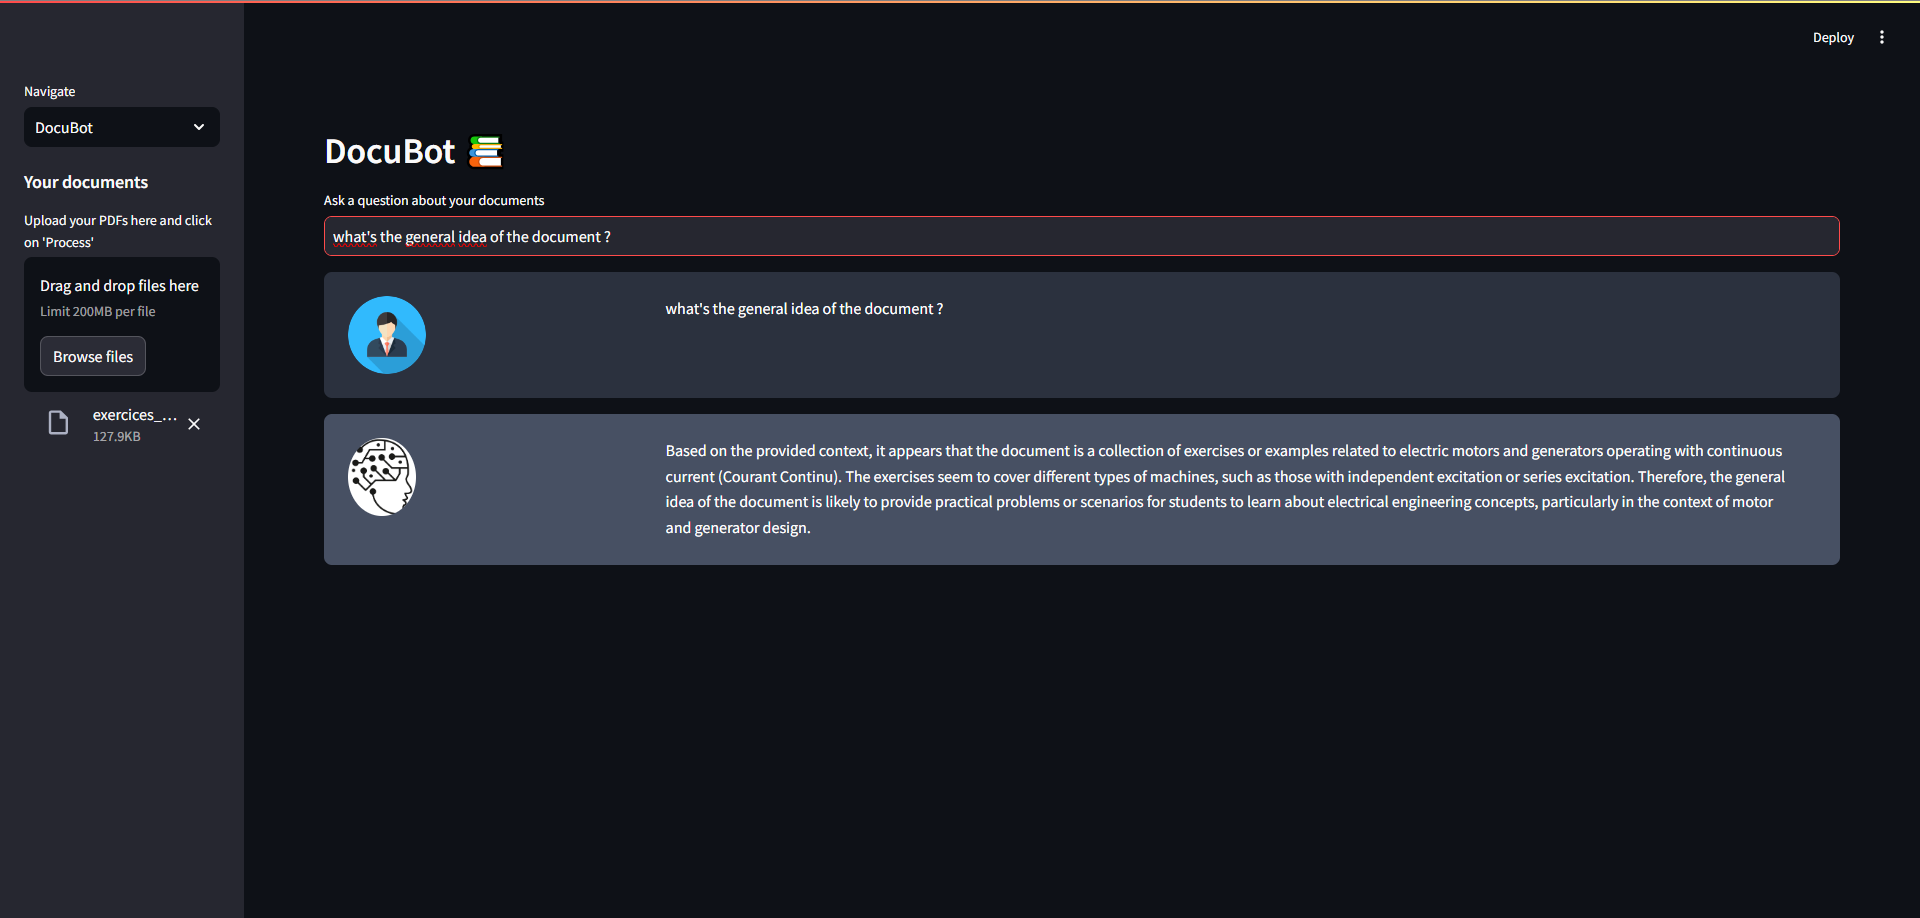 Deploy
Navigate
DocuBot
Your documents
Upload your PDFs here and click
on 'Process'
Drag and drop files here
Limit 200MB per file
Browse files
exercices_...
127.9KB
DocuBot
Ask a question about your documents
what's the general idea of the document ?
what's the general idea of the document ?
Based on the provided context, it appears that the document is a collection of exercises or examples related to electric motors and generators operating with continuous
current (Courant Continu). The exercises seem to cover different types of machines, such as those with independent excitation or series excitation. Therefore, the general
idea of the document is likely to provide practical problems or scenarios for students to learn about electrical engineering concepts, particularly in the context of motor
and generator design.